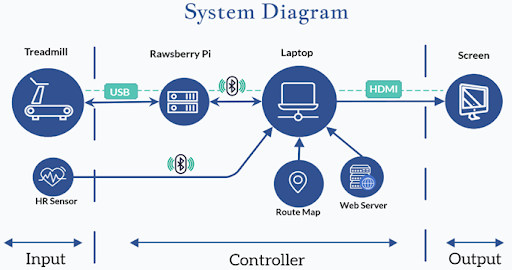 System Diagram
Treadmill
Rawsberry Pi
Laptop
Screen
USB
HDMI
HR Sensor
Route Map
Web Server
Input
Controller
Output